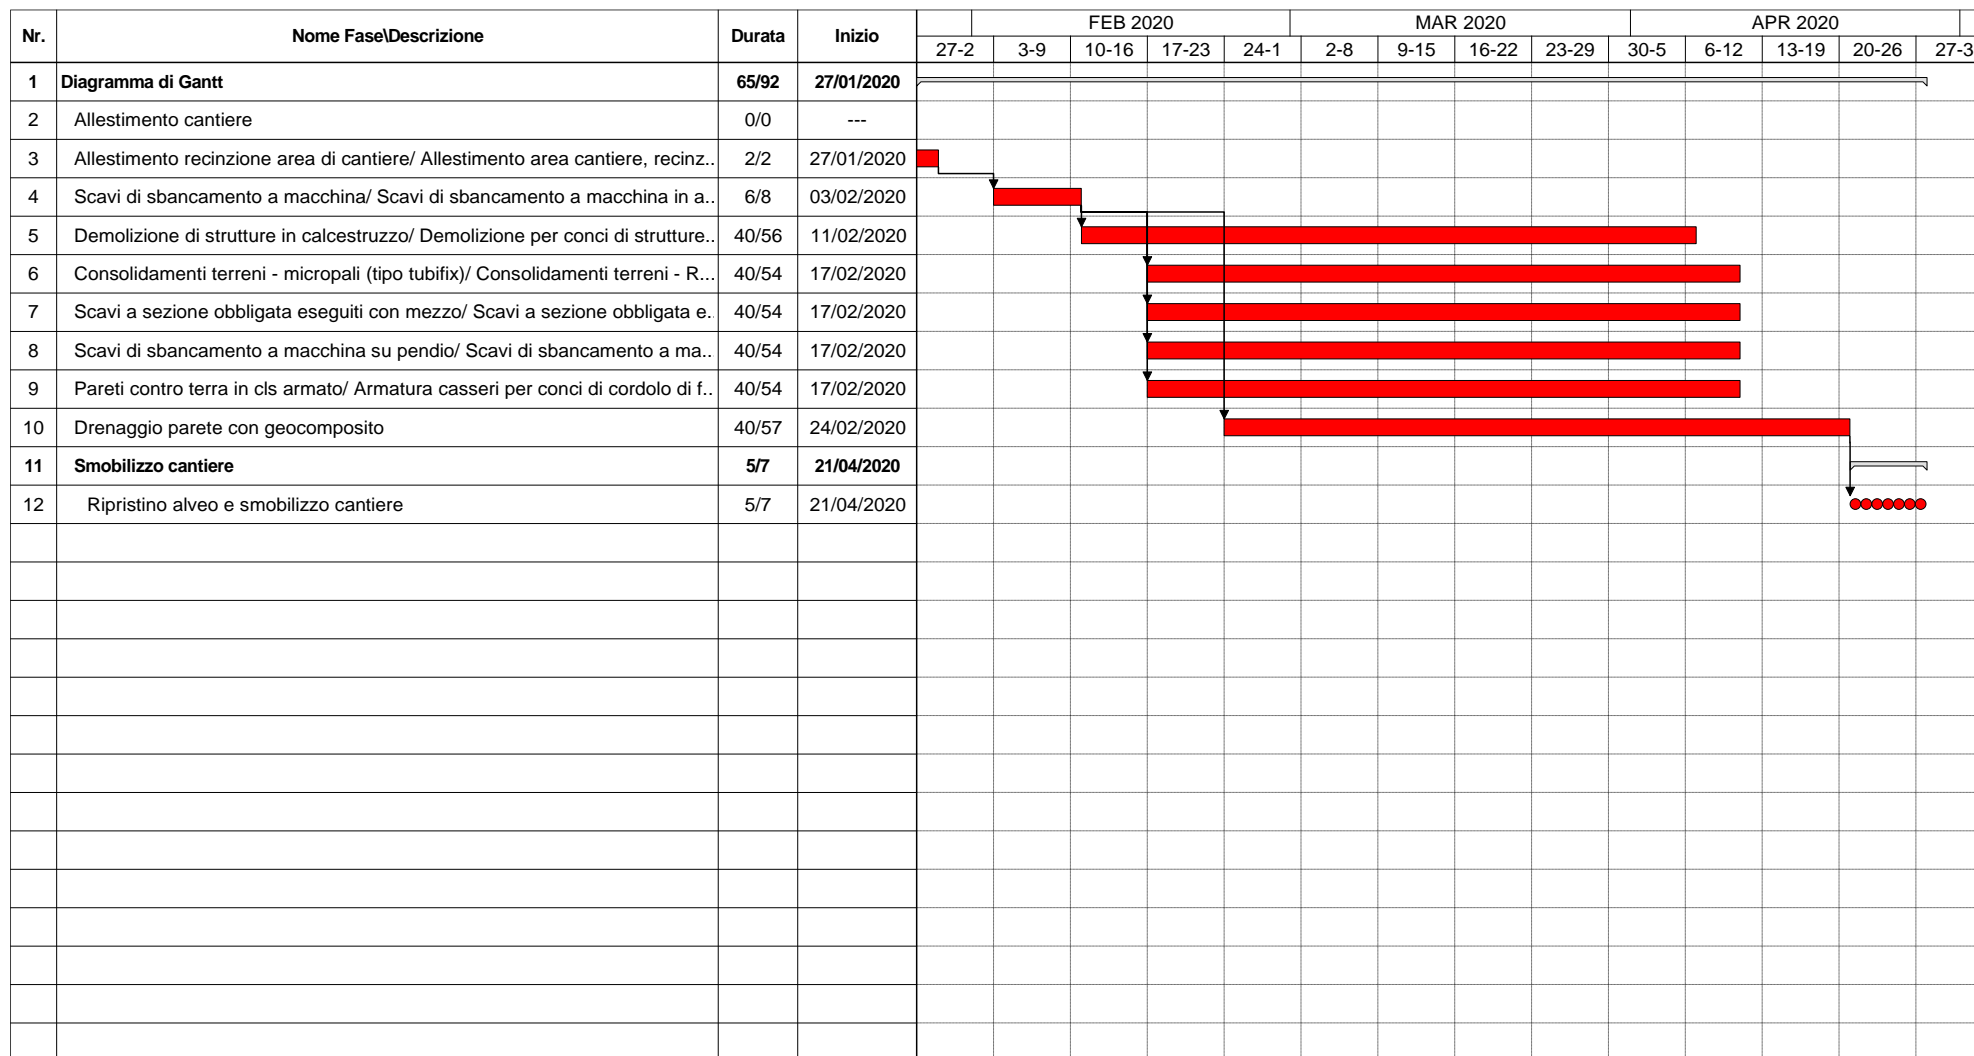 Nr. Nome Fase\Descrizione Durata Inizio FEB 2020 MAR 2020 APR 2020
27-2 3-9 10-16 17-23 24-1 2-8 9-15 16-22 23-29 30-5 6-12 13-19 20-26 27-3
1 Diagramma di Gantt 65/92 27/01/2020
2 Allestimento cantiere 0/0 ---
3 Allestimento recinzione area di cantiere/ Allestimento area cantiere, recinz.. 2/2 27/01/2020
4 Scavi di sbancamento a macchina/ Scavi di sbancamento a macchina in a.. 6/8 03/02/2020
5 Demolizione di strutture in calcestruzzo/ Demolizione per conci di strutture.. 40/56 11/02/2020
6 Consolidamenti terreni - micropali (tipo tubifix)/ Consolidamenti terreni - R... 40/54 17/02/2020
7 Scavi a sezione obbligata eseguiti con mezzo/ Scavi a sezione obbligata e. 40/54 17/02/2020
8 Scavi di sbancamento a macchina su pendio/ Scavi di sbancamento a ma.. 40/54 17/02/2020
9 Pareti contro terra in cls armato/ Armatura casseri per conci di cordolo di f.. 40/54 17/02/2020
10 Drenaggio parete con geocomposito 40/57 24/02/2020
11 Smobilizzo cantiere 5/7 21/04/2020
12 Ripristino alveo e smobilizzo cantiere 5/7 21/04/2020